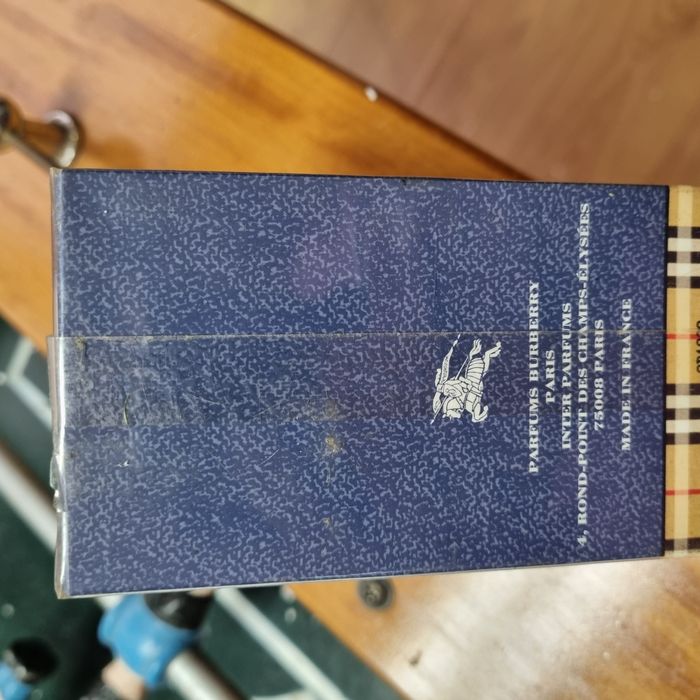 PARFUMS BURBERRY
PARIS
INTER PARFUMS
4, ROND-POINT DES CHAMPS-ÉLYSÉES
75008 PARIS
MADE IN FRANCE